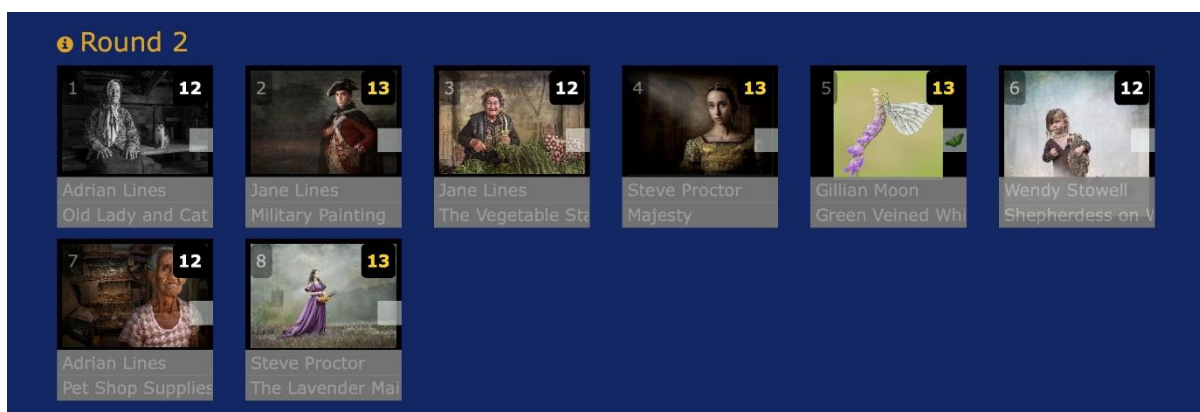 Round 2
1 12
2 13
3 12
4 13
5 13
6 12
Adrian Lines
Old Lady and Cat
Jane Lines
Military Painting
Jane Lines
The Vegetable Sta
Steve Proctor
Majesty
Gillian Moon
Green Veined Whi
Wendy Stowell
Shepherdess on W
7 12
8 13
Adrian Lines
Pet Shop Supplies
Steve Proctor
The Lavender Mai